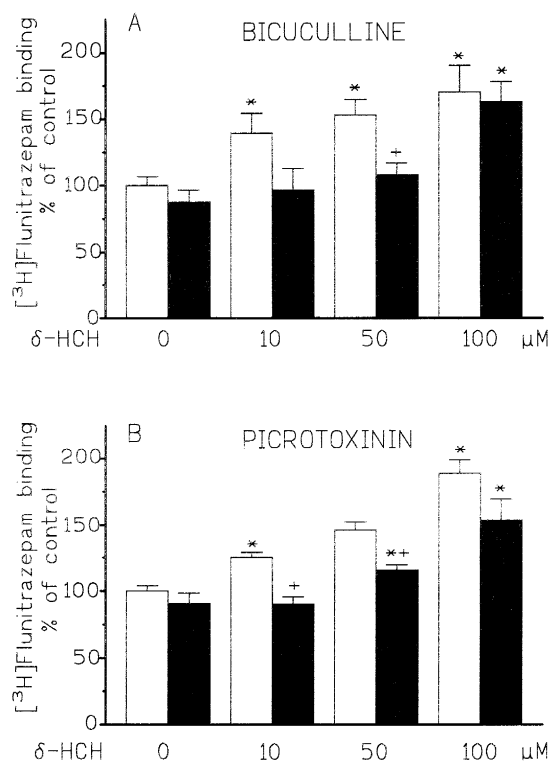 A
BICUCULLINE
[³H]Flunitrazepam binding
% of control
200
150
100
50
0
*
*
+
*
*
δ-HCH 0 10 50 100 μM
B
PICROTOXININ
[³H]Flunitrazepam binding
% of control
200
150
100
50
0
*
+
*+
*
*
δ-HCH 0 10 50 100 μM